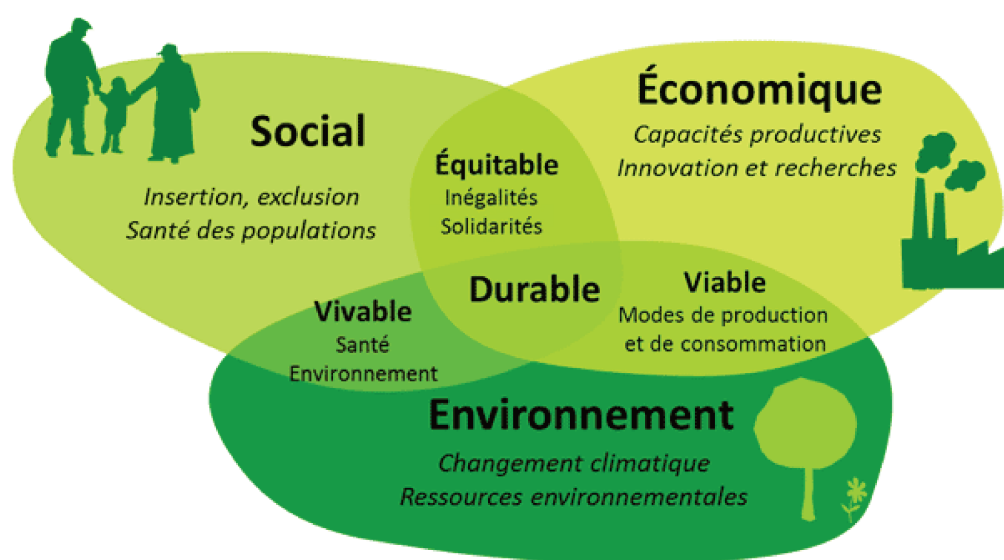 Social
Insertion, exclusion
Santé des populations
Économique
Capacités productives
Innovation et recherches
Équitable
Inégalités
Solidarités
Durable
Vivable
Santé
Environnement
Viable
Modes de production
et de consommation
Environnement
Changement climatique
Ressources environnementales